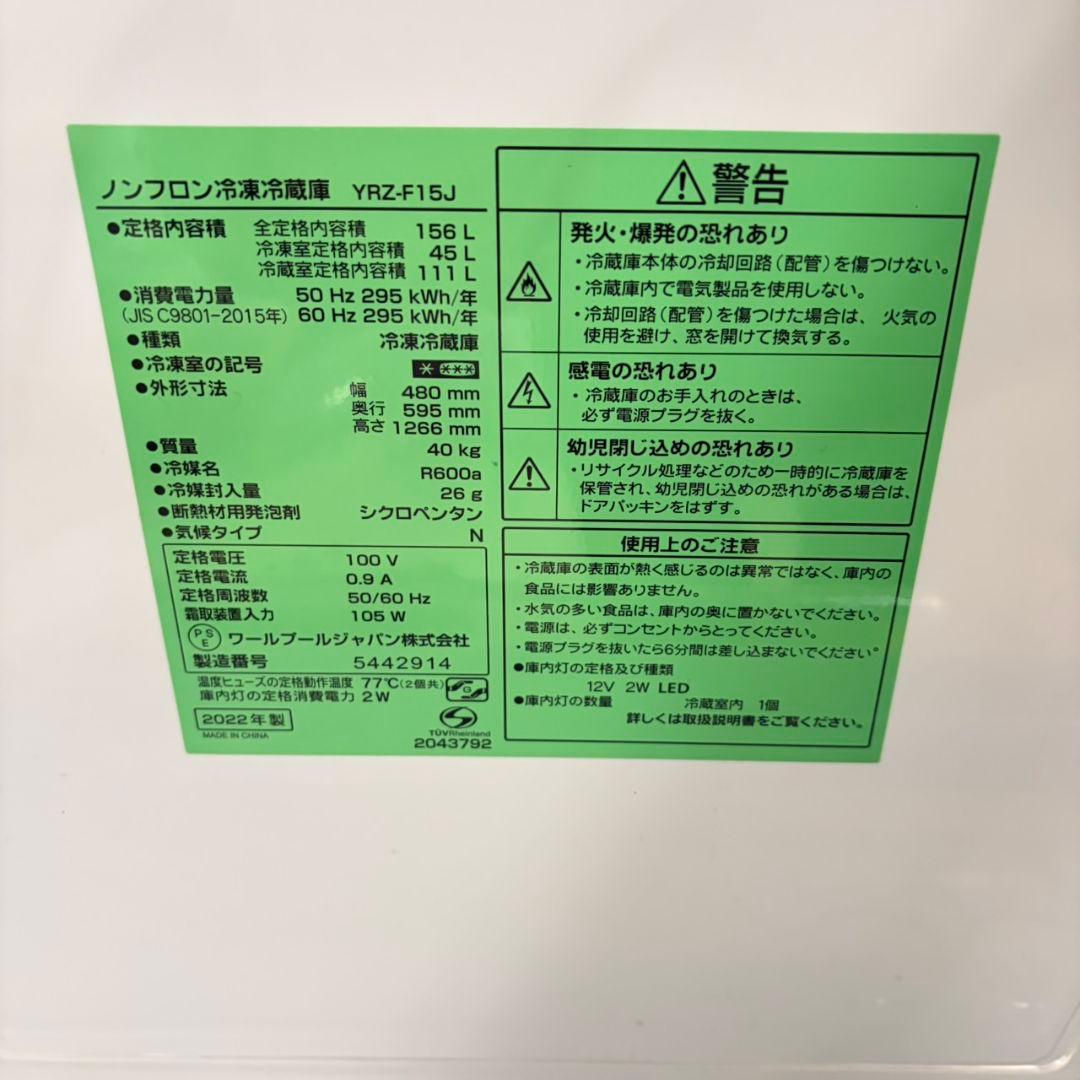 ノンフロン冷凍冷蔵庫 YRZ-F15J
●定格内容積 全定格内容積 156 L
冷凍室定格内容積 45 L
冷蔵室定格内容積 111 L
●消費電力量 50 Hz 295 kWh/年
(JIS C9801-2015年) 60 Hz 295 kWh/年
●種類 冷凍冷蔵庫
●冷凍室の記号
●外形寸法 幅 480 mm
奥行 595 mm
高さ 1266 mm
●質量 40 kg
●冷媒名 R600a
●冷媒封入量 26 g
●断熱材用発泡剤 シクロペンタン
●気候タイプ N
定格電圧 100 V
定格電流 0.9 A
定格周波数 50/60 Hz
霜取装置入力 105 W
PSE ワールプールジャパン株式会社
製造番号 5442914
温度ヒューズの定格動作温度 77℃(2個共)
庫内灯の定格消費電力 2W
G
2022年製
MADE IN CHINA
TÜVRheinland
2043792
警告
発火・爆発の恐れあり
・冷蔵庫本体の冷却回路(配管)を傷つけない。
・冷蔵庫内で電気製品を使用しない。
・冷却回路(配管)を傷つけた場合は、火気の
使用を避け、窓を開けて換気する。
感電の恐れあり
・冷蔵庫のお手入れのときは、
必ず電源プラグを抜く。
幼児閉じ込めの恐れあり
・リサイクル処理などのため一時的に冷蔵庫を
保管され、幼児閉じ込めの恐れがある場合は、
ドアパッキンをはずす。
使用上のご注意
・冷蔵庫の表面が熱く感じるのは異常ではなく、庫内の
食品には影響ありません。
・水気の多い食品は、庫内の奥に置かないでください。
・電源は、必ずコンセントからとってください。
・電源プラグを抜いたら6分間は差し込まないでください。
●庫内灯の定格及び種類
12V 2W LED
●庫内灯の数量 冷蔵室内 1個
詳しくは取扱説明書をご覧ください。